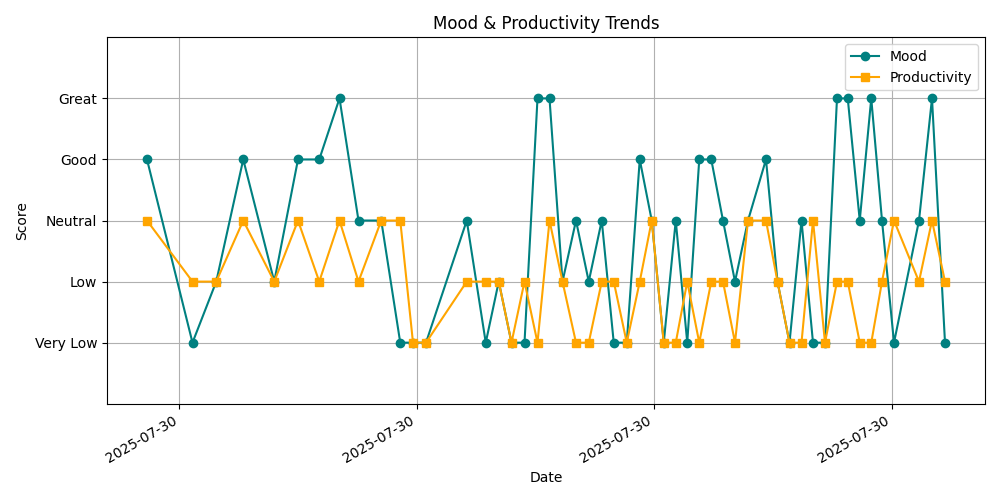 Mood & Productivity Trends
Mood
Productivity
Great
Good
Neutral
Low
Very Low
Score
2025-07-30
2025-07-30
2025-07-30
2025-07-30
Date